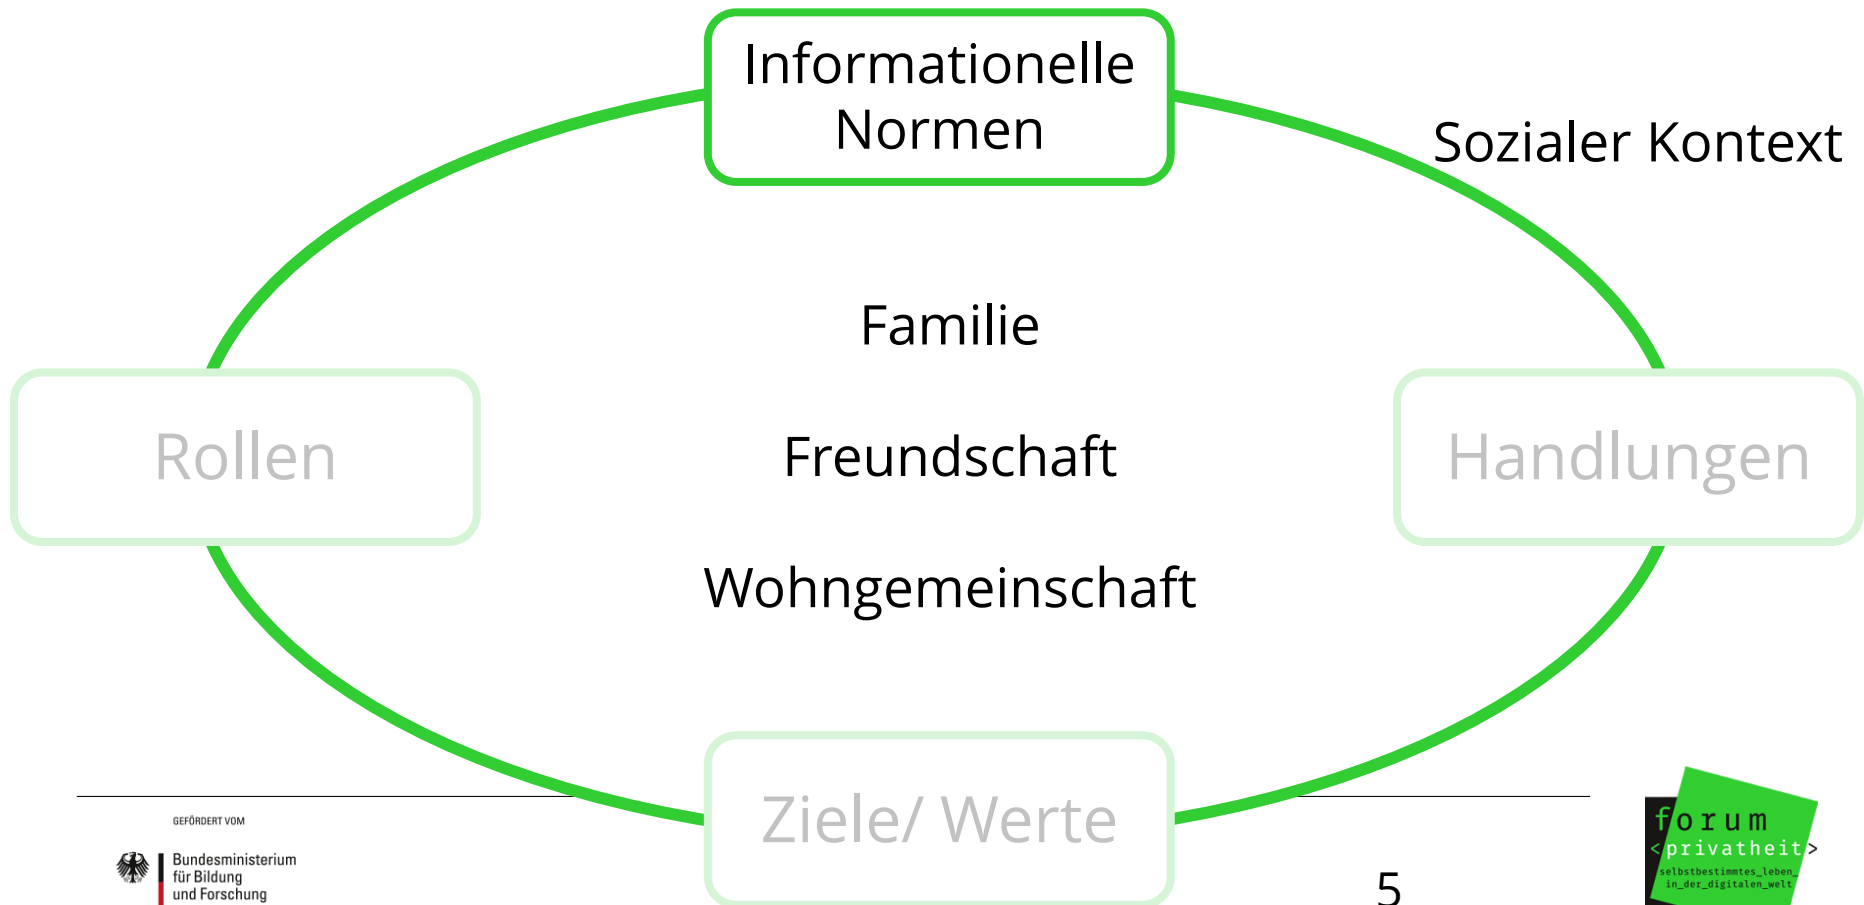 Informationelle
Normen
Sozialer Kontext
Familie
Rollen
Freundschaft
Handlungen
Wohngemeinschaft
Ziele/ Werte
GEFÖRDERT VOM
Bundesministerium
für Bildung
und Forschung
5
forum
<privatheit>
selbstbestimmtes_leben_
in_der_digitalen_welt